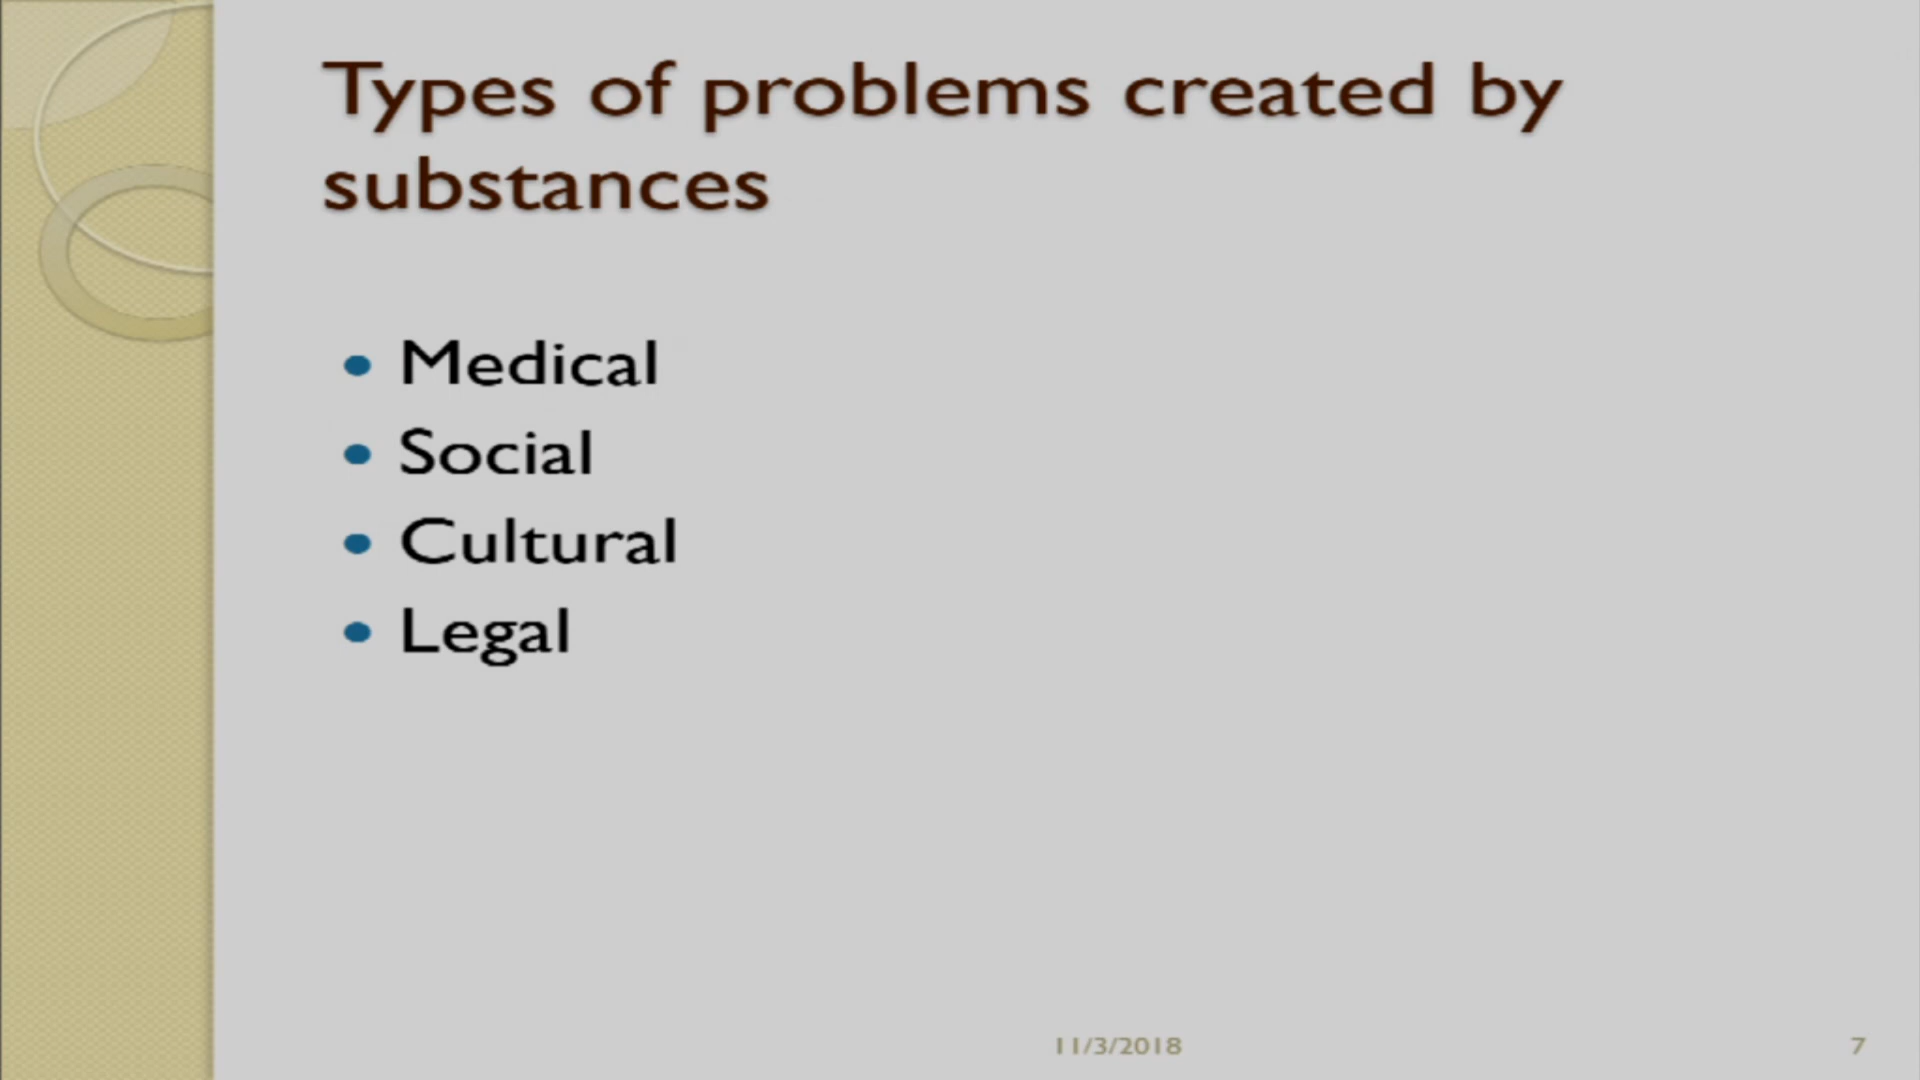 Types of problems created by
substances
• Medical
• Social
• Cultural
• Legal
11/3/2018
7